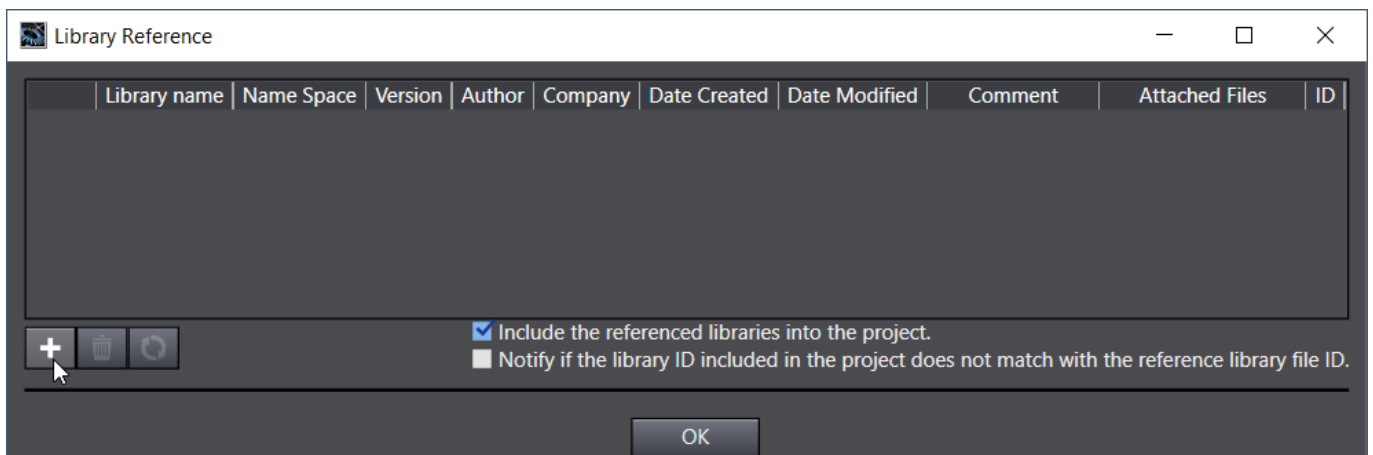 Library Reference
Library name Name Space Version Author Company Date Created Date Modified Comment Attached Files ID
Include the referenced libraries into the project.
Notify if the library ID included in the project does not match with the reference library file ID.
OK